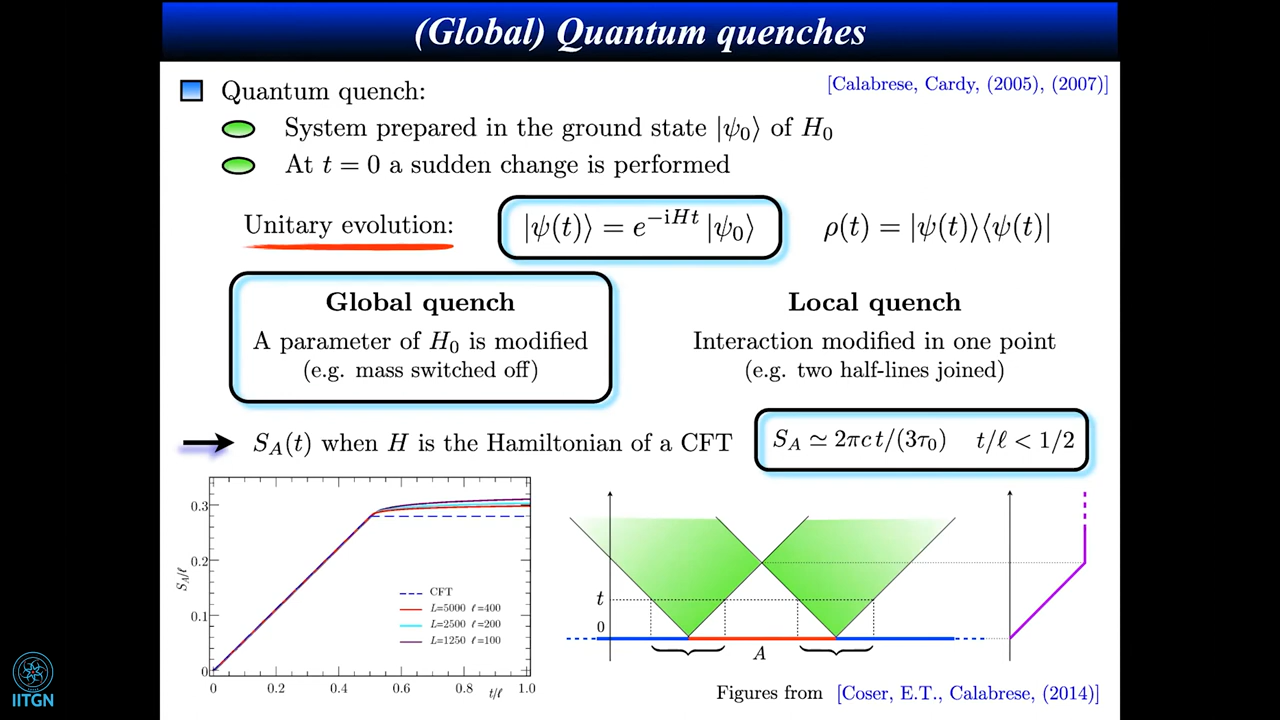 (Global) Quantum quenches
[Calabrese, Cardy, (2005), (2007)]
Quantum quench:
System prepared in the ground state |ψ₀⟩ of H₀
At t = 0 a sudden change is performed
Unitary evolution: |ψ(t)⟩ = e^{−iHt} |ψ₀⟩ ρ(t) = |ψ(t)⟩⟨ψ(t)|
Global quench
A parameter of H₀ is modified
(e.g. mass switched off)
Local quench
Interaction modified in one point
(e.g. two half-lines joined)
S_A(t) when H is the Hamiltonian of a CFT
S_A ≃ 2πc t/(3τ₀) t/ℓ < 1/2
0.3
0.2
0.1
0
S_A/ℓ
CFT
L=5000 ℓ=400
L=2500 ℓ=200
L=1250 ℓ=100
0 0.2 0.4 0.6 0.8 t/ℓ 1.0
t
0
A
Figures from [Coser, E.T., Calabrese, (2014)]
IITGN